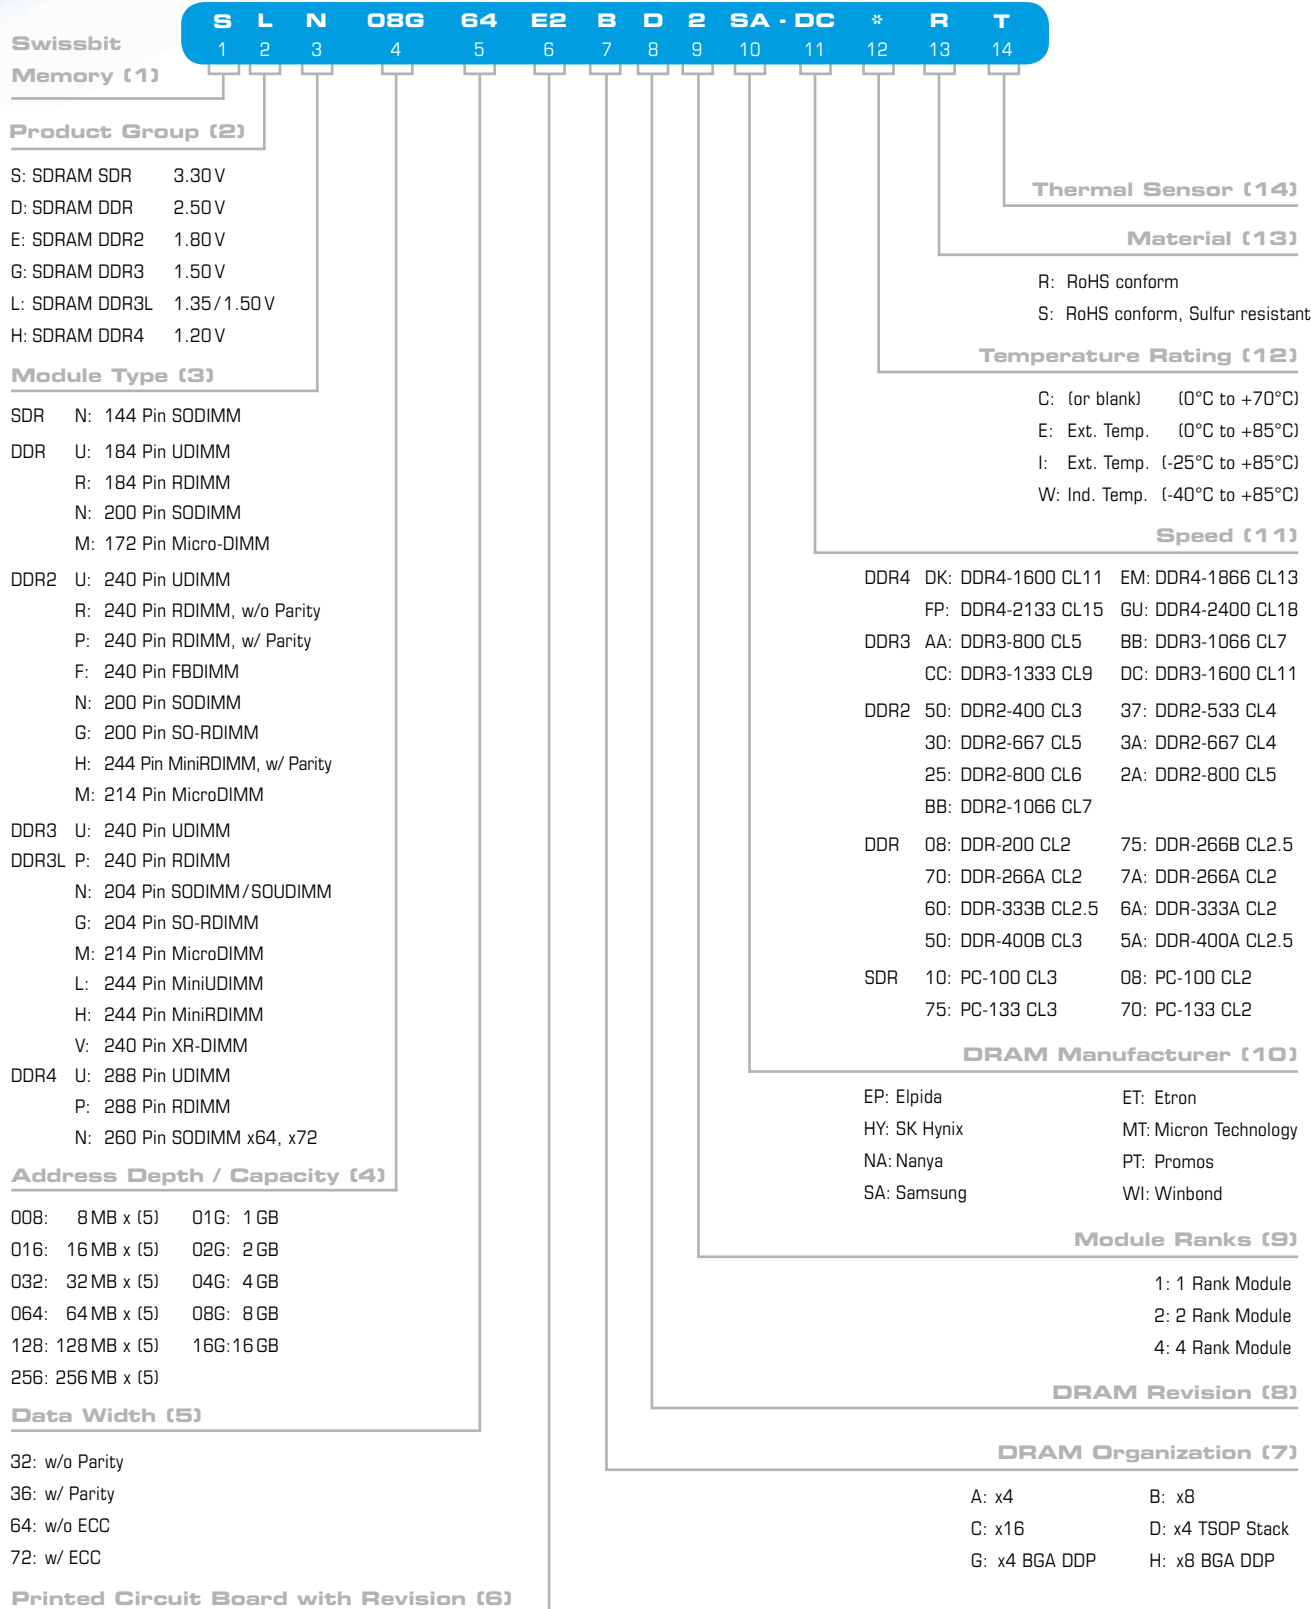 S L N 08G 64 E2 B D 2 SA - DC * R T
1 2 3 4 5 6 7 8 9 10 11 12 13 14
Swissbit
Memory (1)
Product Group (2)
S: SDRAM SDR 3.30 V
D: SDRAM DDR 2.50 V
E: SDRAM DDR2 1.80 V
G: SDRAM DDR3 1.50 V
L: SDRAM DDR3L 1.35/1.50 V
H: SDRAM DDR4 1.20 V
Module Type (3)
SDR N: 144 Pin SODIMM
DDR U: 184 Pin UDIMM
R: 184 Pin RDIMM
N: 200 Pin SODIMM
M: 172 Pin Micro-DIMM
DDR2 U: 240 Pin UDIMM
R: 240 Pin RDIMM, w/o Parity
P: 240 Pin RDIMM, w/ Parity
F: 240 Pin FBDIMM
N: 200 Pin SODIMM
G: 200 Pin SO-RDIMM
H: 244 Pin MiniRDIMM, w/ Parity
M: 214 Pin MicroDIMM
DDR3 U: 240 Pin UDIMM
DDR3L P: 240 Pin RDIMM
N: 204 Pin SODIMM/SOUDIMM
G: 204 Pin SO-RDIMM
M: 214 Pin MicroDIMM
L: 244 Pin MiniUDIMM
H: 244 Pin MiniRDIMM
V: 240 Pin XR-DIMM
DDR4 U: 288 Pin UDIMM
P: 288 Pin RDIMM
N: 260 Pin SODIMM x64, x72
Address Depth / Capacity (4)
008: 8 MB x (5) 01G: 1 GB
016: 16 MB x (5) 02G: 2 GB
032: 32 MB x (5) 04G: 4 GB
064: 64 MB x (5) 08G: 8 GB
128: 128 MB x (5) 16G: 16 GB
256: 256 MB x (5)
Data Width (5)
32: w/o Parity
36: w/ Parity
64: w/o ECC
72: w/ ECC
Printed Circuit Board with Revision (6)
Thermal Sensor (14)
Material (13)
R: RoHS conform
S: RoHS conform, Sulfur resistant
Temperature Rating (12)
C: (or blank) (0°C to +70°C)
E: Ext. Temp. (0°C to +85°C)
I: Ext. Temp. (-25°C to +85°C)
W: Ind. Temp. (-40°C to +85°C)
Speed (11)
DDR4 DK: DDR4-1600 CL11 EM: DDR4-1866 CL13
FP: DDR4-2133 CL15 GU: DDR4-2400 CL18
DDR3 AA: DDR3-800 CL5 BB: DDR3-1066 CL7
CC: DDR3-1333 CL9 DC: DDR3-1600 CL11
DDR2 50: DDR2-400 CL3 37: DDR2-533 CL4
30: DDR2-667 CL5 3A: DDR2-667 CL4
25: DDR2-800 CL6 2A: DDR2-800 CL5
BB: DDR2-1066 CL7
DDR 08: DDR-200 CL2 75: DDR-266B CL2.5
70: DDR-266A CL2 7A: DDR-266A CL2
60: DDR-333B CL2.5 6A: DDR-333A CL2
50: DDR-400B CL3 5A: DDR-400A CL2.5
SDR 10: PC-100 CL3 08: PC-100 CL2
75: PC-133 CL3 70: PC-133 CL2
DRAM Manufacturer (10)
EP: Elpida ET: Etron
HY: SK Hynix MT: Micron Technology
NA: Nanya PT: Promos
SA: Samsung WI: Winbond
Module Ranks (9)
1: 1 Rank Module
2: 2 Rank Module
4: 4 Rank Module
DRAM Revision (8)
DRAM Organization (7)
A: x4 B: x8
C: x16 D: x4 TSOP Stack
G: x4 BGA DDP H: x8 BGA DDP